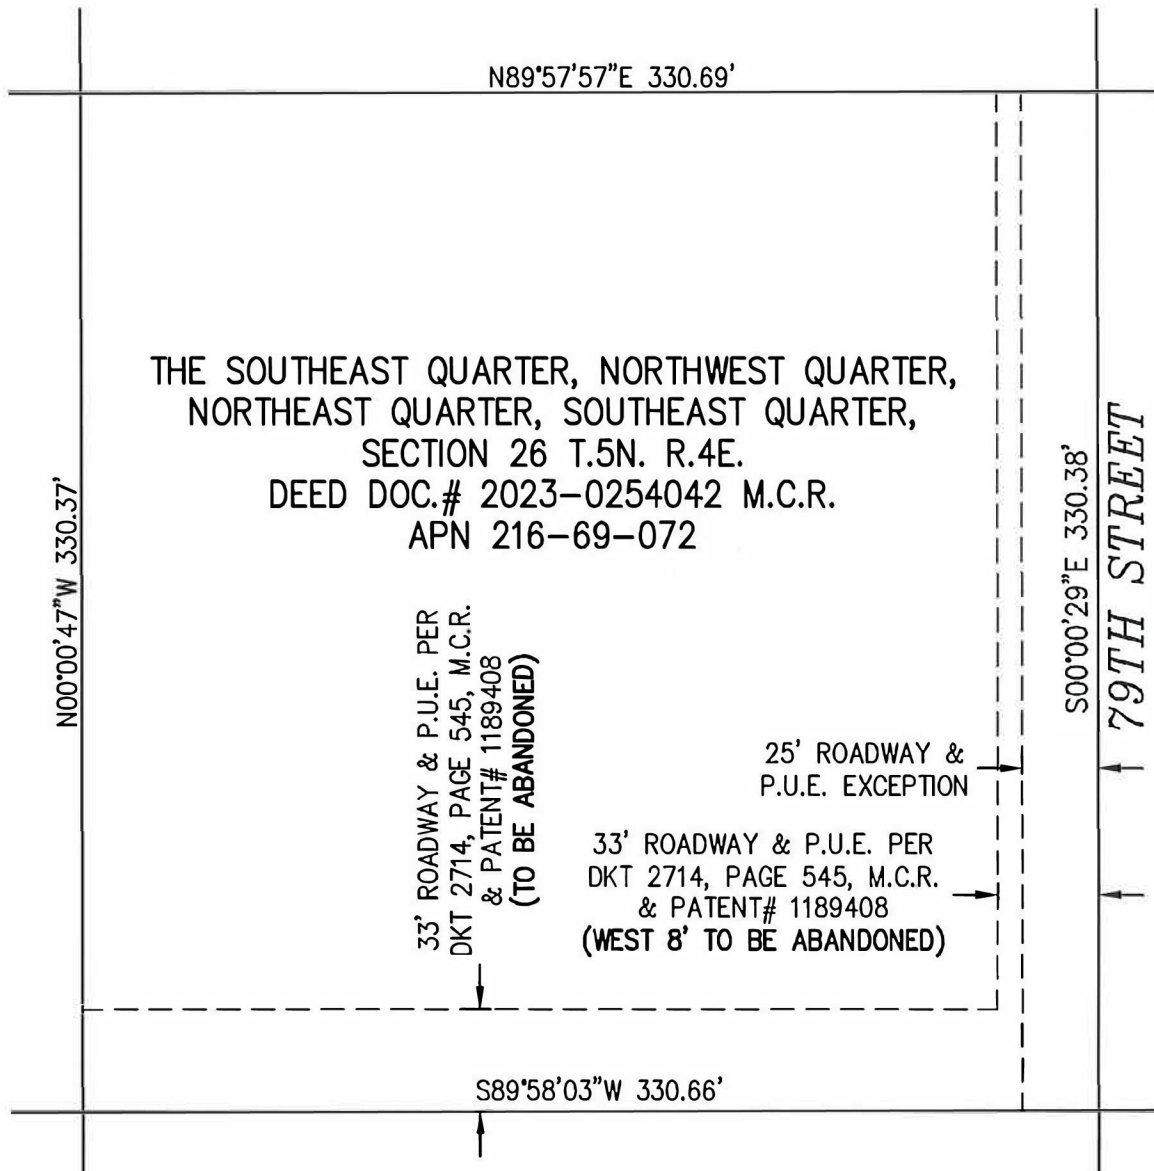 N89°57'57"E 330.69'
THE SOUTHEAST QUARTER, NORTHWEST QUARTER,
NORTHEAST QUARTER, SOUTHEAST QUARTER,
SECTION 26 T.5N. R.4E.
DEED DOC.# 2023-0254042 M.C.R.
APN 216-69-072
N00°00'47"W 330.37'
S00°00'29"E 330.38'
79TH STREET
33' ROADWAY & P.U.E. PER
DKT 2714, PAGE 545, M.C.R.
& PATENT# 1189408
(TO BE ABANDONED)
25' ROADWAY &
P.U.E. EXCEPTION
33' ROADWAY & P.U.E. PER
DKT 2714, PAGE 545, M.C.R.
& PATENT# 1189408
(WEST 8' TO BE ABANDONED)
S89°58'03"W 330.66'